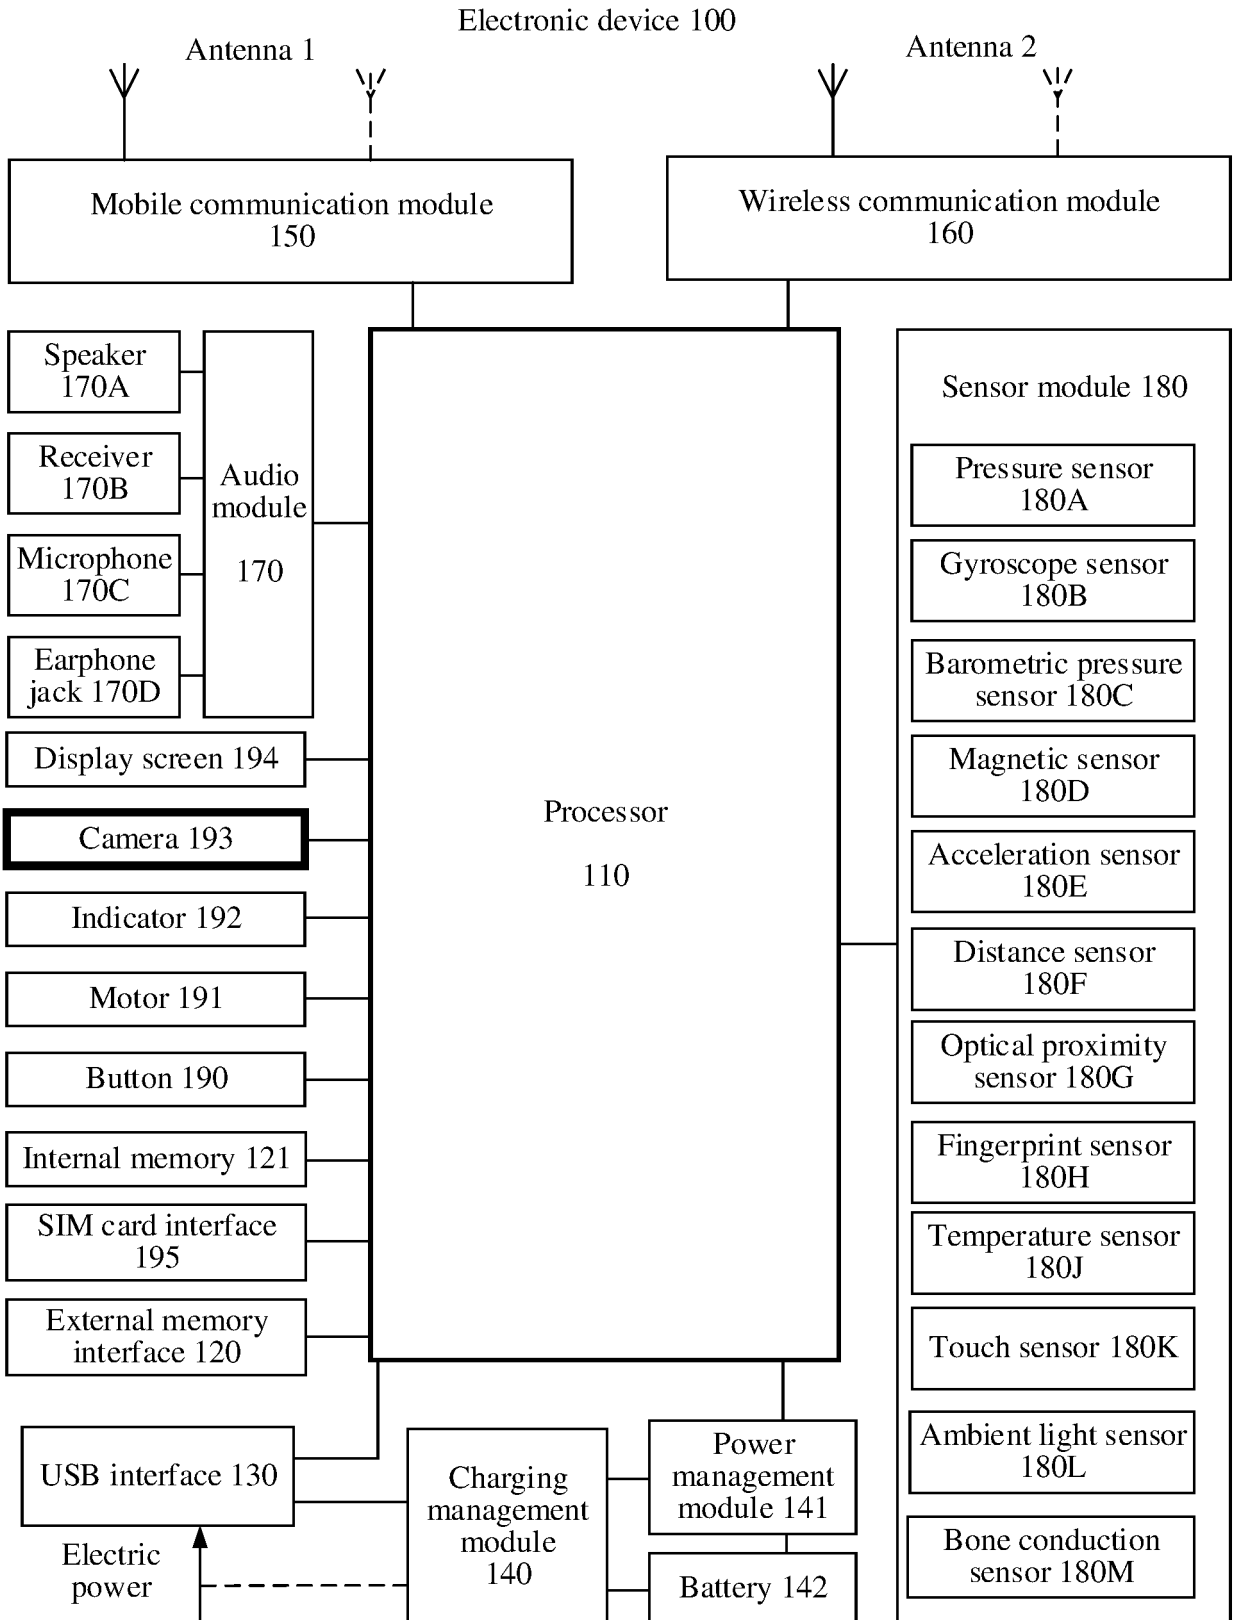 Electronic device 100
Antenna 1
Antenna 2
Mobile communication module
150
Wireless communication module
160
Speaker
170A
Receiver
170B
Microphone
170C
Earphone
jack 170D
Audio
module
170
Display screen 194
Camera 193
Indicator 192
Motor 191
Button 190
Internal memory 121
SIM card interface
195
External memory
interface 120
Processor
110
Sensor module 180
Pressure sensor
180A
Gyroscope sensor
180B
Barometric pressure
sensor 180C
Magnetic sensor
180D
Acceleration sensor
180E
Distance sensor
180F
Optical proximity
sensor 180G
Fingerprint sensor
180H
Temperature sensor
180J
Touch sensor 180K
Ambient light sensor
180L
Bone conduction
sensor 180M
USB interface 130
Electric
power
Charging
management
module
140
Power
management
module 141
Battery 142